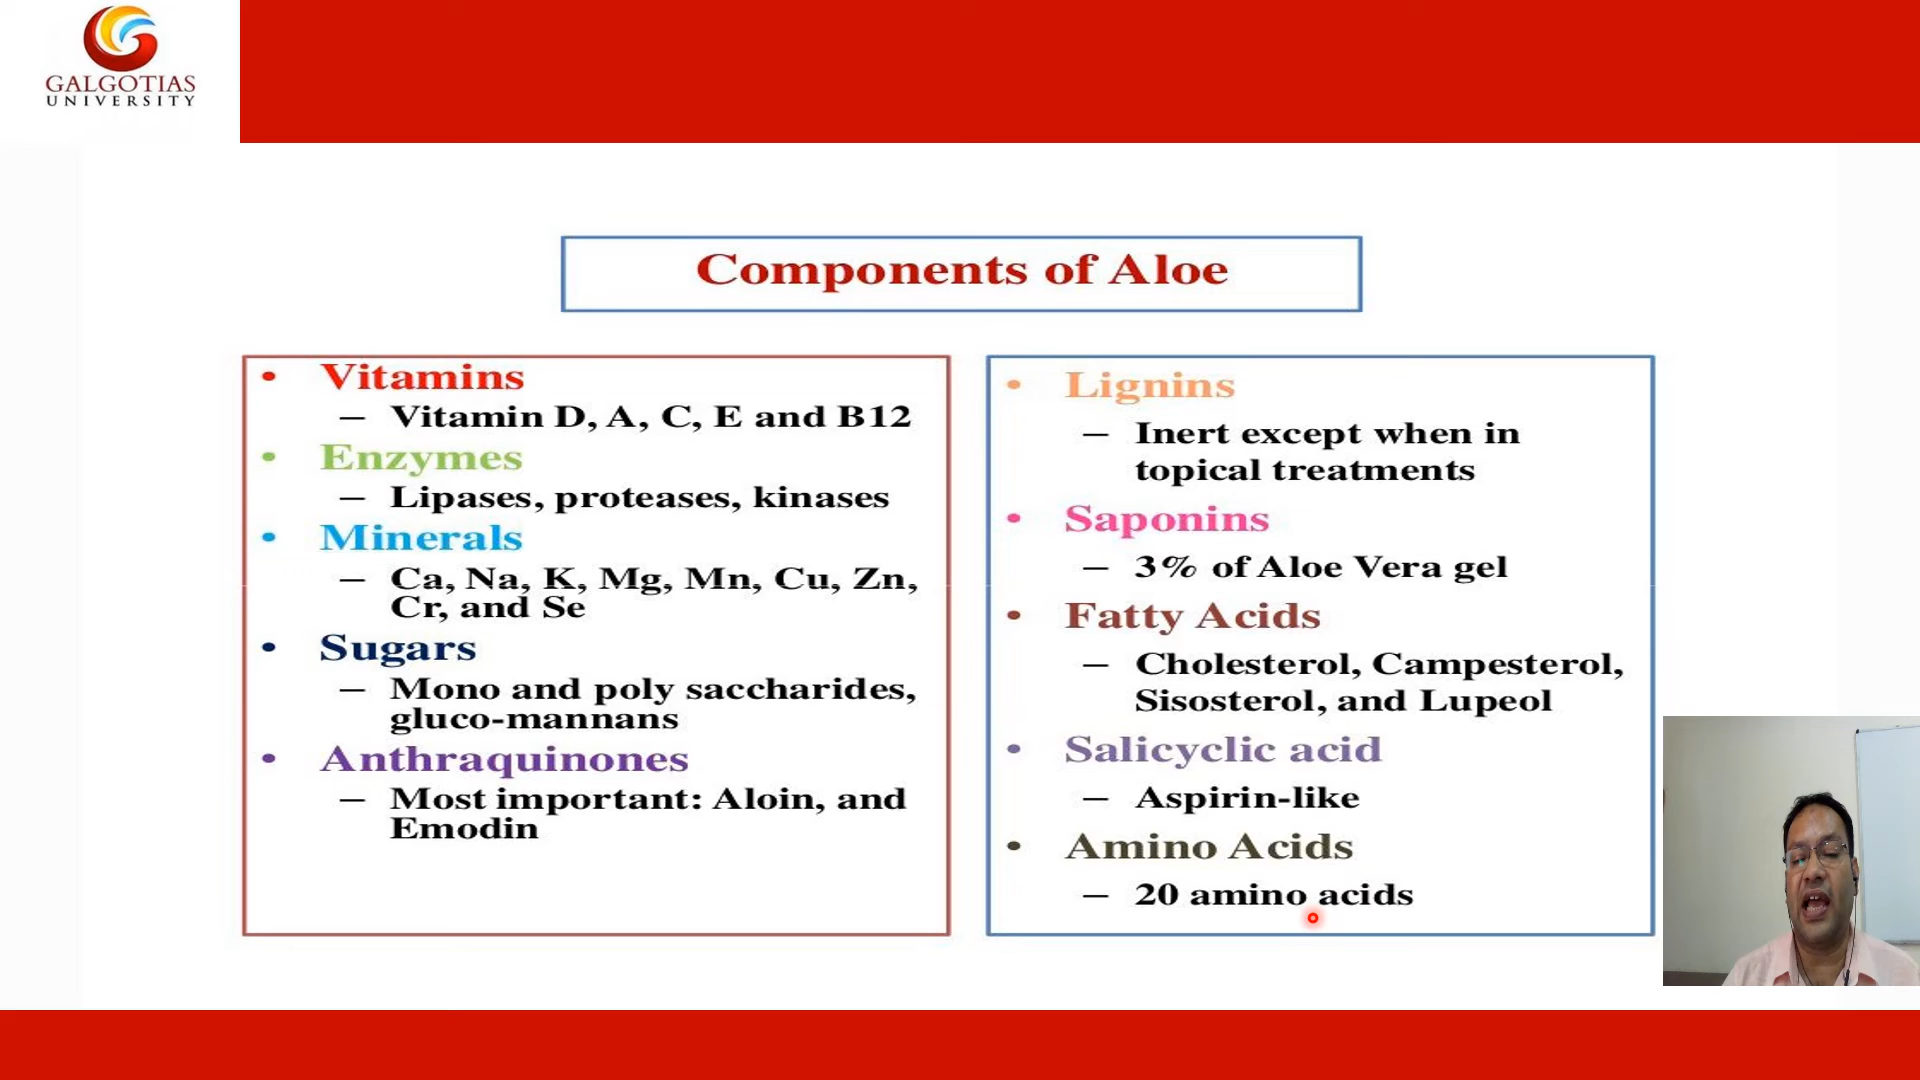 GALGOTIAS
UNIVERSITY
Components of Aloe
• Vitamins
– Vitamin D, A, C, E and B12
• Enzymes
– Lipases, proteases, kinases
• Minerals
– Ca, Na, K, Mg, Mn, Cu, Zn,
Cr, and Se
• Sugars
– Mono and poly saccharides,
gluco-mannans
• Anthraquinones
– Most important: Aloin, and
Emodin
• Lignins
– Inert except when in
topical treatments
• Saponins
– 3% of Aloe Vera gel
• Fatty Acids
– Cholesterol, Campesterol,
Sisosterol, and Lupeol
• Salicyclic acid
– Aspirin-like
• Amino Acids
– 20 amino acids